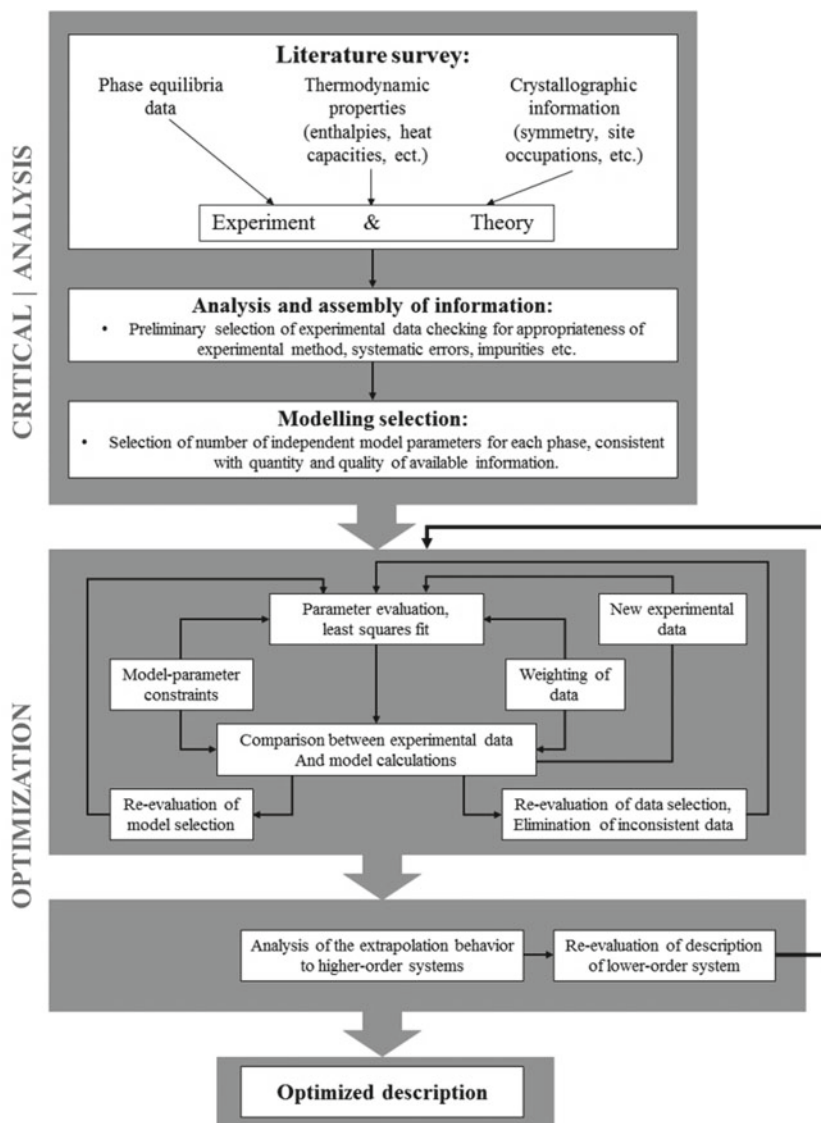 CRITICAL | ANALYSIS
Literature survey:
Phase equilibria
data
Thermodynamic
properties
(enthalpies, heat
capacities, ect.)
Crystallographic
information
(symmetry, site
occupations, etc.)
Experiment & Theory
Analysis and assembly of information:
• Preliminary selection of experimental data checking for appropriateness of
experimental method, systematic errors, impurities etc.
Modelling selection:
• Selection of number of independent model parameters for each phase, consistent
with quantity and quality of available information.
OPTIMIZATION
Parameter evaluation,
least squares fit
New experimental
data
Model-parameter
constraints
Weighting of
data
Comparison between experimental data
And model calculations
Re-evaluation of
model selection
Re-evaluation of data selection,
Elimination of inconsistent data
Analysis of the extrapolation behavior
to higher-order systems
Re-evaluation of description
of lower-order system
Optimized description